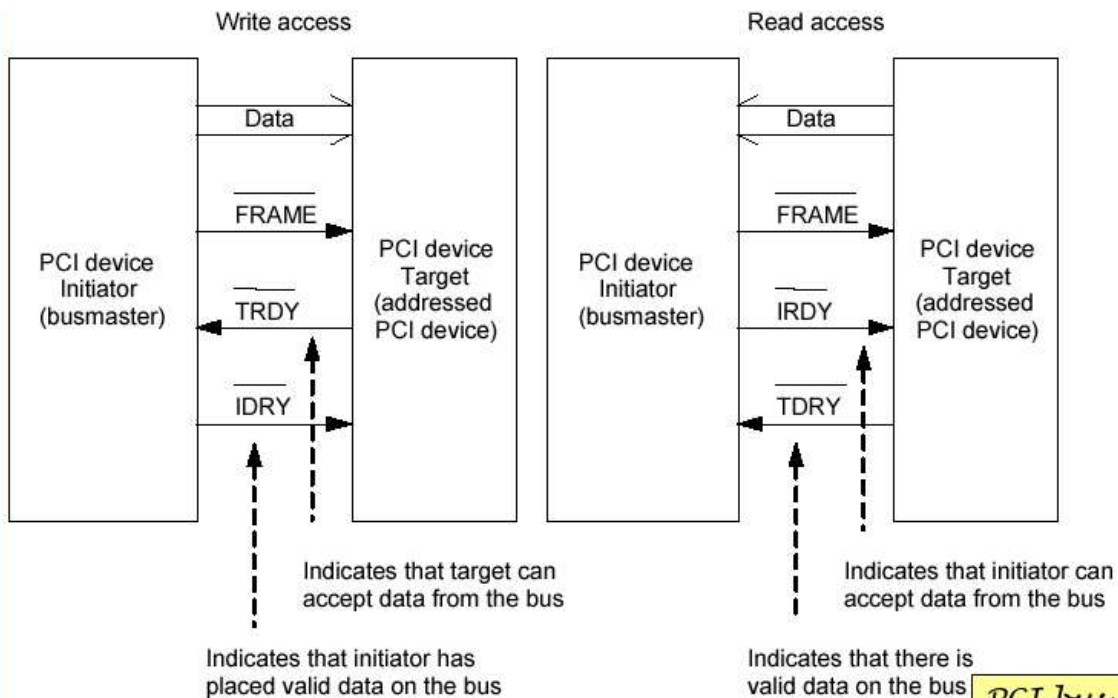 Write access
Data
FRAME
PCI device
Initiator
(busmaster)
TRDY
IDRY
PCI device
Target
(addressed
PCI device)
Indicates that target can
accept data from the bus
Indicates that initiator has
placed valid data on the bus
Read access
Data
FRAME
PCI device
Initiator
(busmaster)
IRDY
TDRY
PCI device
Target
(addressed
PCI device)
Indicates that initiator can
accept data from the bus
Indicates that there is
valid data on the bus
PCI